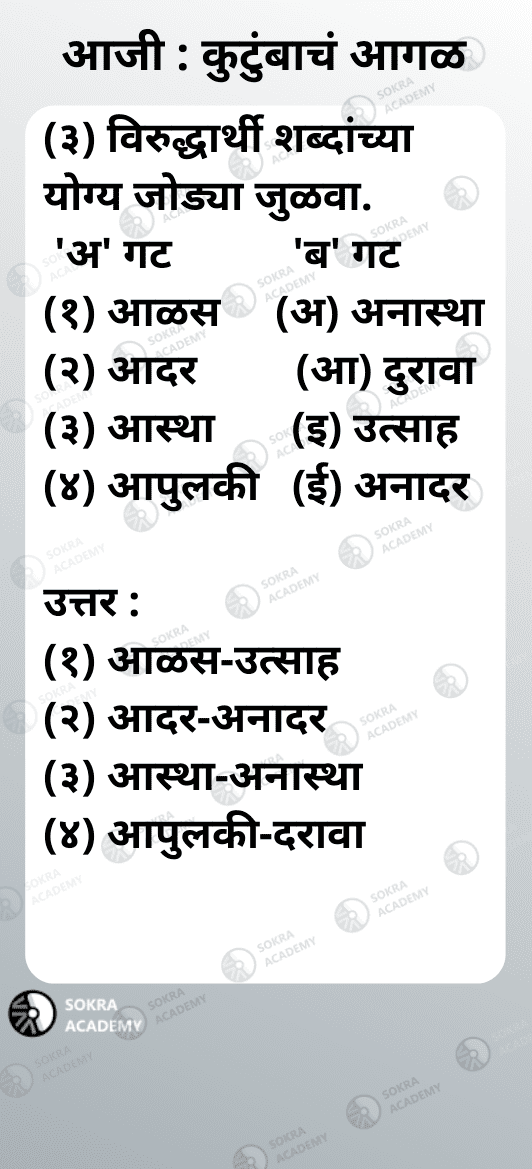 आजी : कुटुंबाचं आगळ
(३) विरुद्धार्थी शब्दांच्या
योग्य जोड्या जुळवा.
'अ' गट 'ब' गट
(१) आळस (अ) अनास्था
(२) आदर (आ) दुरावा
(३) आस्था (इ) उत्साह
(४) आपुलकी (ई) अनादर
उत्तर :
(१) आळस-उत्साह
(२) आदर-अनादर
(३) आस्था-अनास्था
(४) आपुलकी-दरावा
SOKRA
ACADEMY